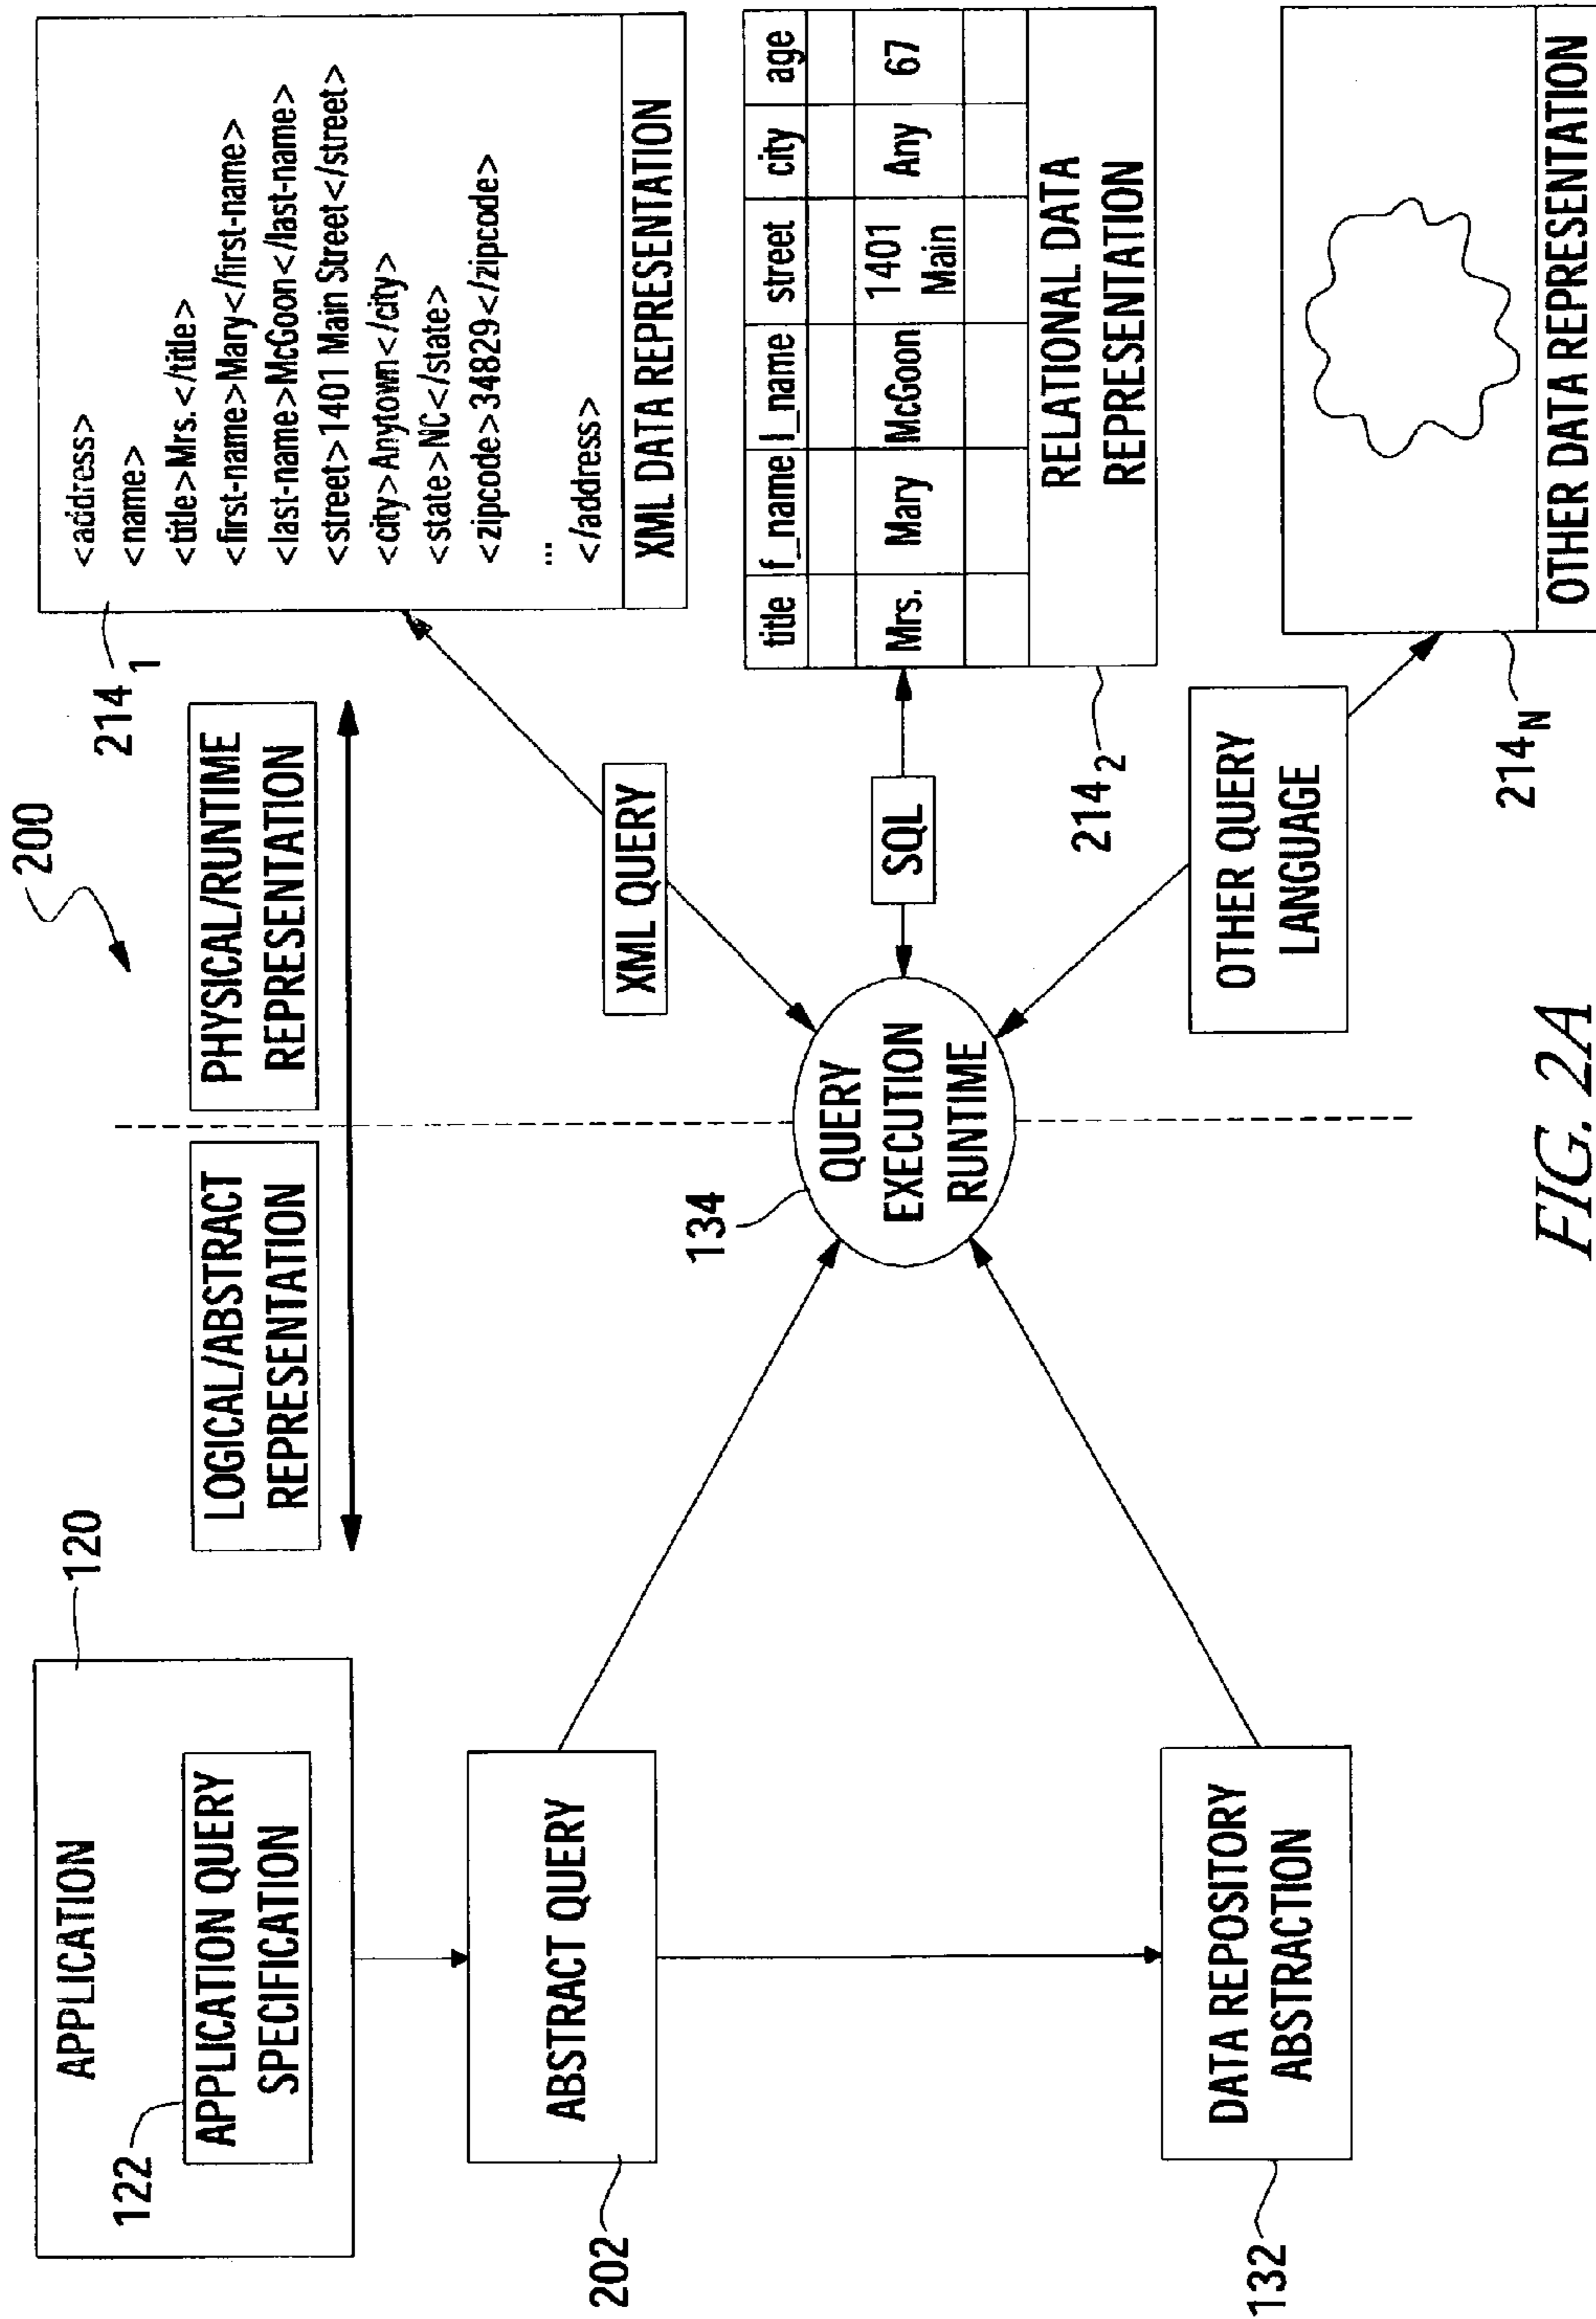 200
120
APPLICATION
122
APPLICATION QUERY
SPECIFICATION
LOGICAL/ABSTRACT
REPRESENTATION
PHYSICAL/RUNTIME
REPRESENTATION
202
ABSTRACT QUERY
132
DATA REPOSITORY
ABSTRACTION
134
QUERY
EXECUTION
RUNTIME
XML QUERY
SQL
OTHER QUERY
LANGUAGE
214 1
<address>
<name>
<title>Mrs.</title>
<first-name>Mary</first-name>
<last-name>McGoon</last-name>
<street>1401 Main Street</street>
<city>Anytown</city>
<state>NC</state>
<zipcode>34829</zipcode>
...
</address>
XML DATA REPRESENTATION
214 2
title f_name l_name street city age
Mrs. Mary McGoon 1401 Main Any 67
RELATIONAL DATA
REPRESENTATION
214 N
OTHER DATA REPRESENTATION
FIG. 2A